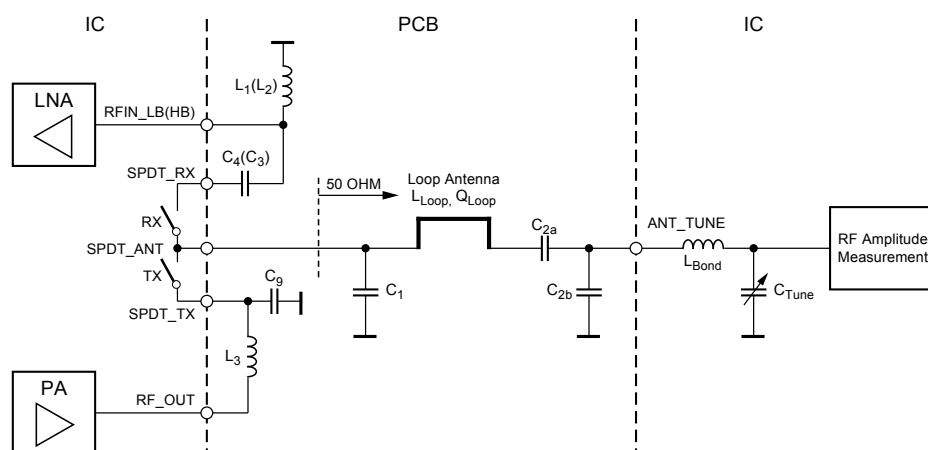 IC
PCB
IC
LNA
RFIN_LB(HB)
L1(L2)
C4(C3)
SPDT_RX
50 OHM
Loop Antenna
LLoop, QLoop
RX
SPDT_ANT
TX
SPDT_TX
C9
C1
C2a
C2b
ANT_TUNE
LBond
CTune
RF Amplitude
Measurement
L3
PA
RF_OUT